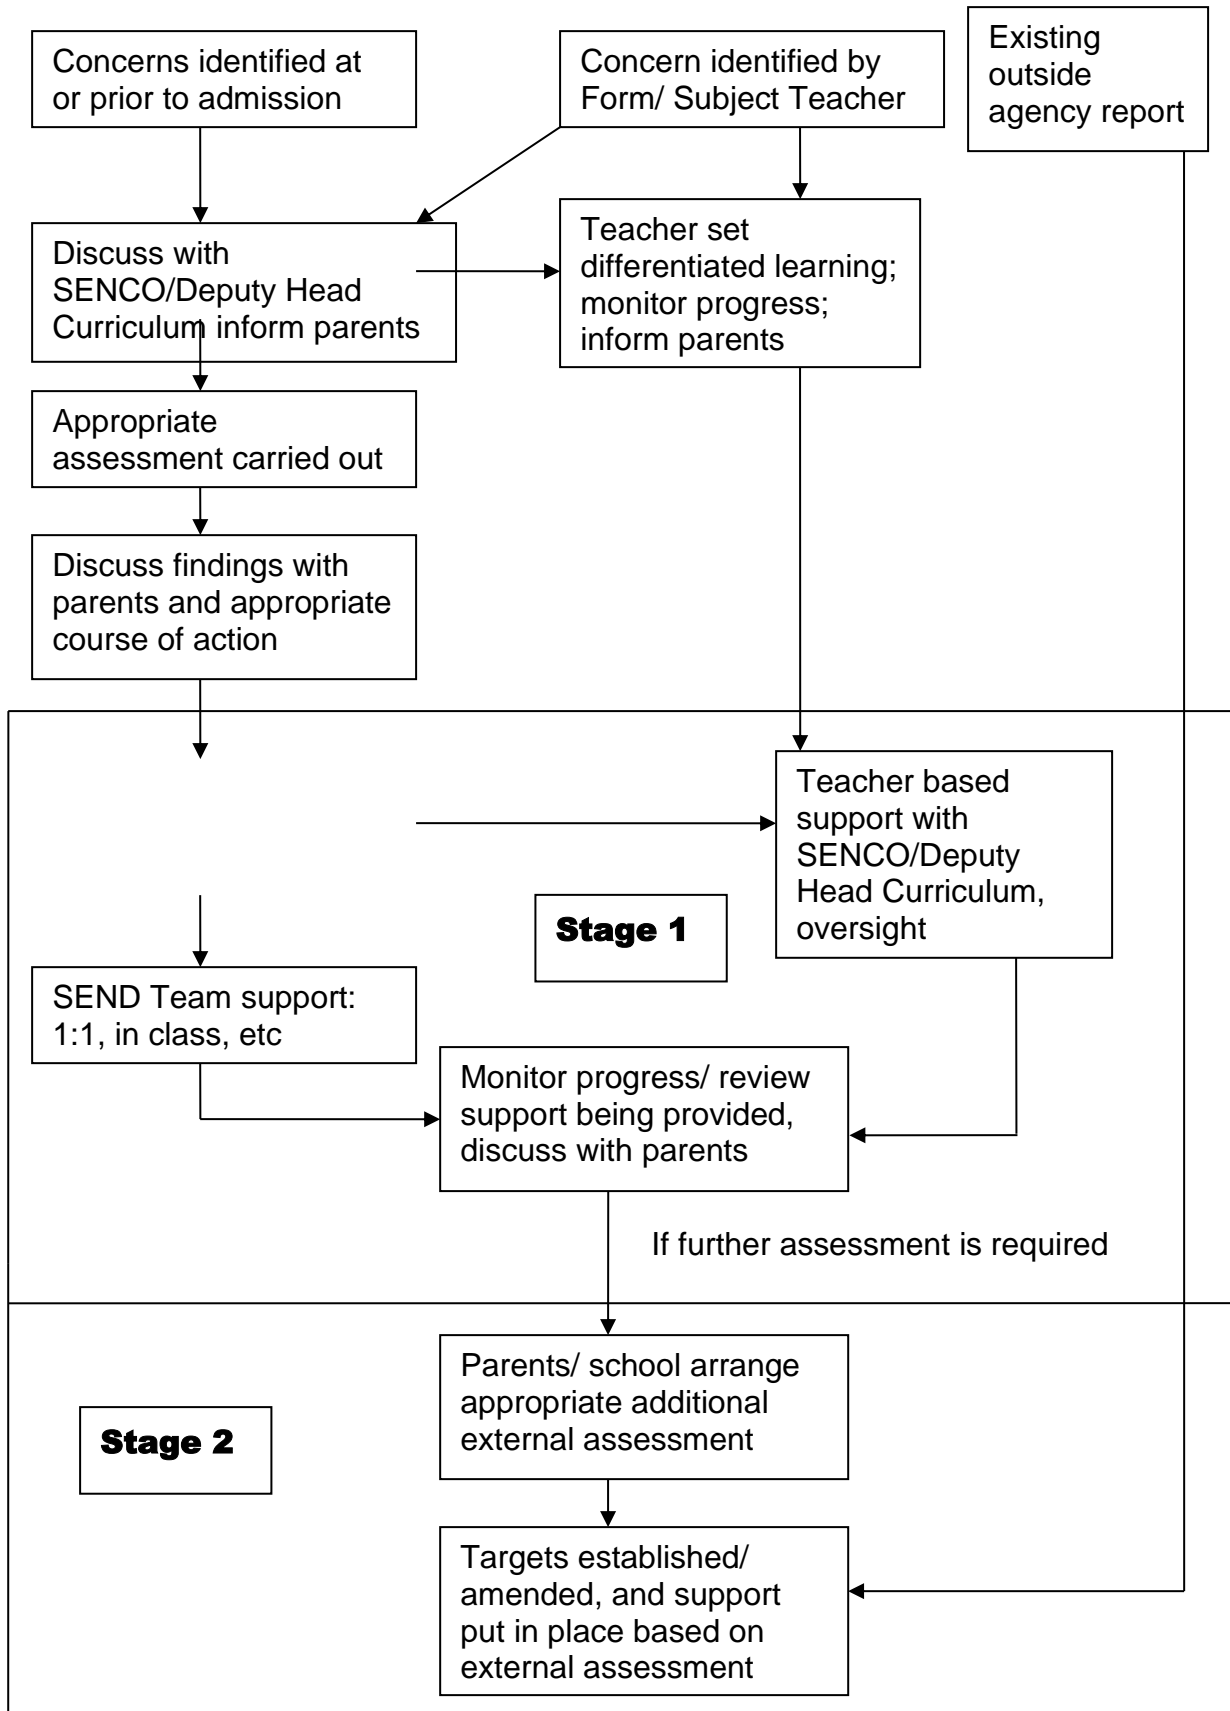 Concerns identified at
or prior to admission
Concern identified by
Form/ Subject Teacher
Existing
outside
agency report
Discuss with
SENCO/Deputy Head
Curriculum inform parents
Teacher set
differentiated learning;
monitor progress;
inform parents
Appropriate
assessment carried out
Discuss findings with
parents and appropriate
course of action
Teacher based
support with
SENCO/Deputy
Head Curriculum,
oversight
Stage 1
SEND Team support:
1:1, in class, etc
Monitor progress/ review
support being provided,
discuss with parents
If further assessment is required
Parents/ school arrange
appropriate additional
external assessment
Stage 2
Targets established/
amended, and support
put in place based on
external assessment